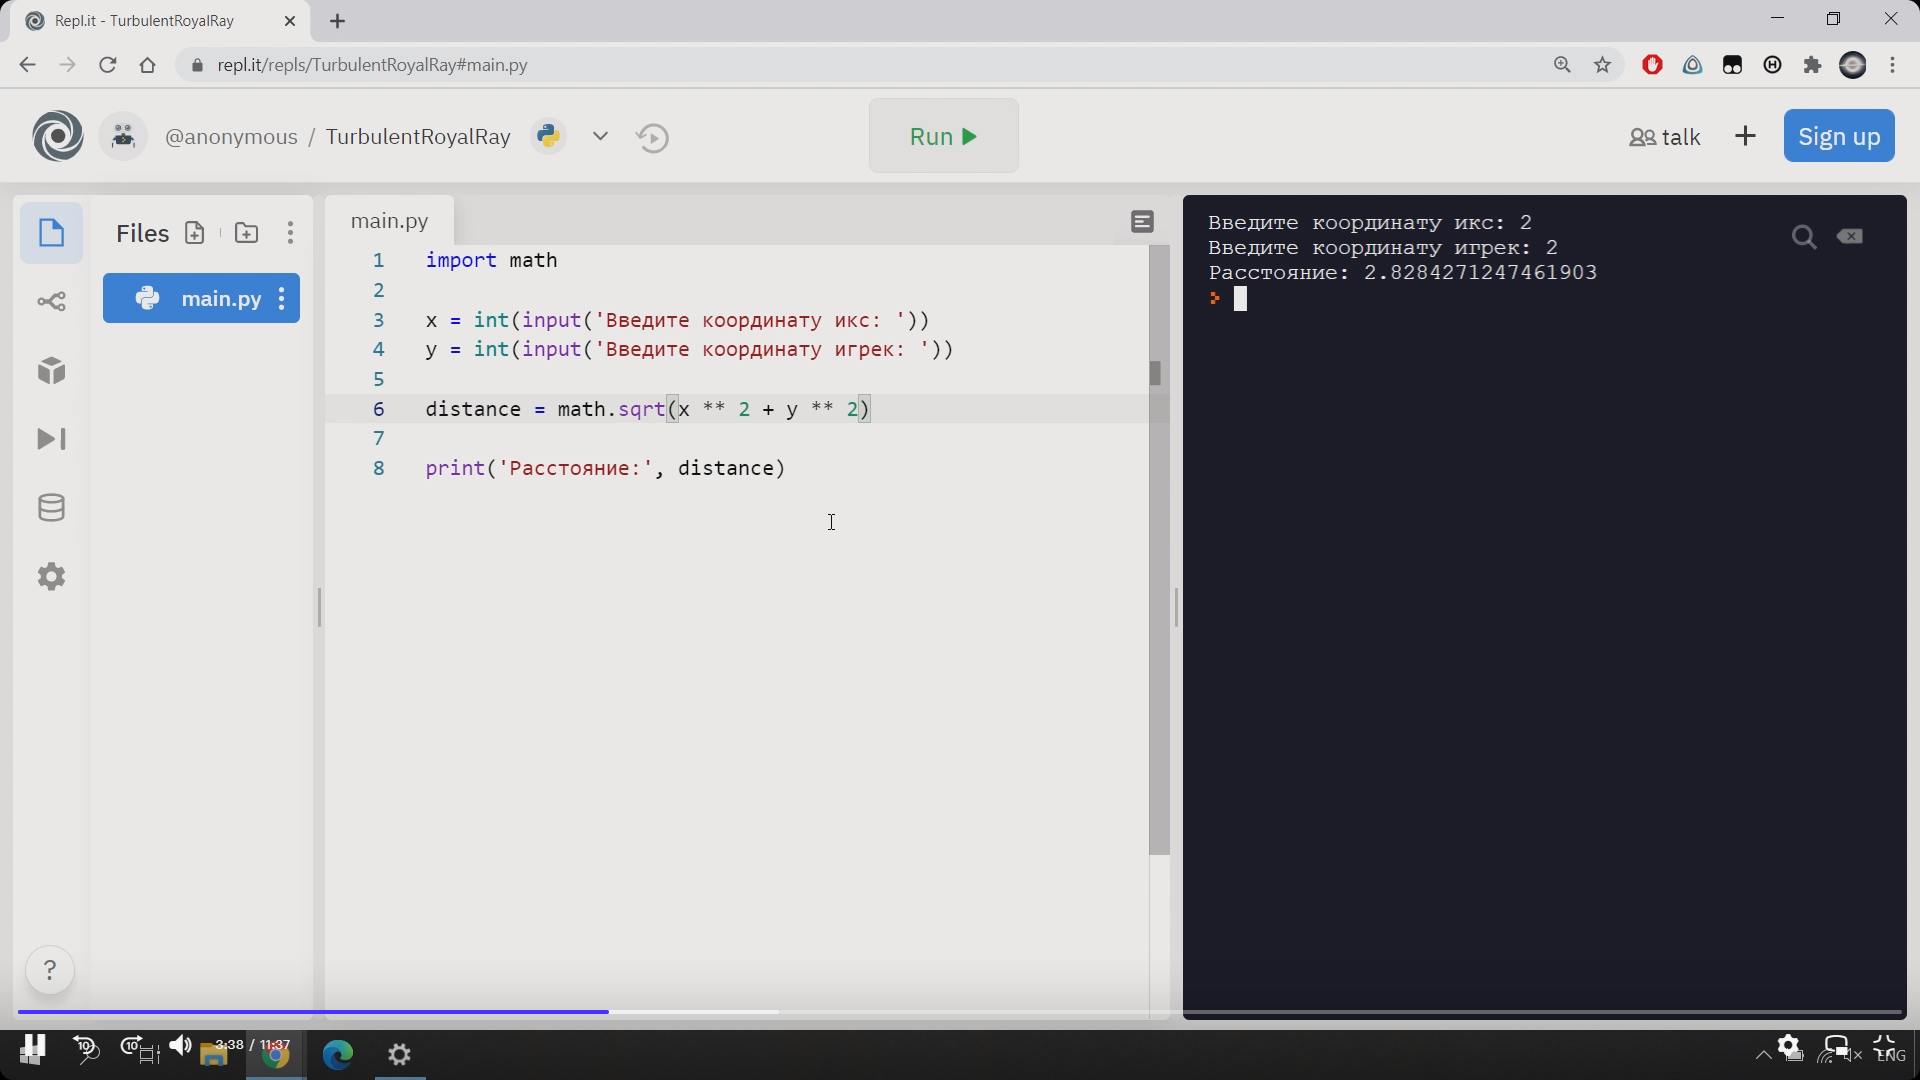 Repl.it - TurbulentRoyalRay
repl.it/repls/TurbulentRoyalRay#main.py
@anonymous / TurbulentRoyalRay
Run
talk
Sign up
Files
main.py
main.py
1 import math
2
3 x = int(input('Введите координату икс: '))
4 y = int(input('Введите координату игрек: '))
5
6 distance = math.sqrt(x ** 2 + y ** 2)
7
8 print('Расстояние:', distance)
Введите координату икс: 2
Введите координату игрек: 2
Расстояние: 2.8284271247461903
?
10
10
3:38 / 11:37
ENG